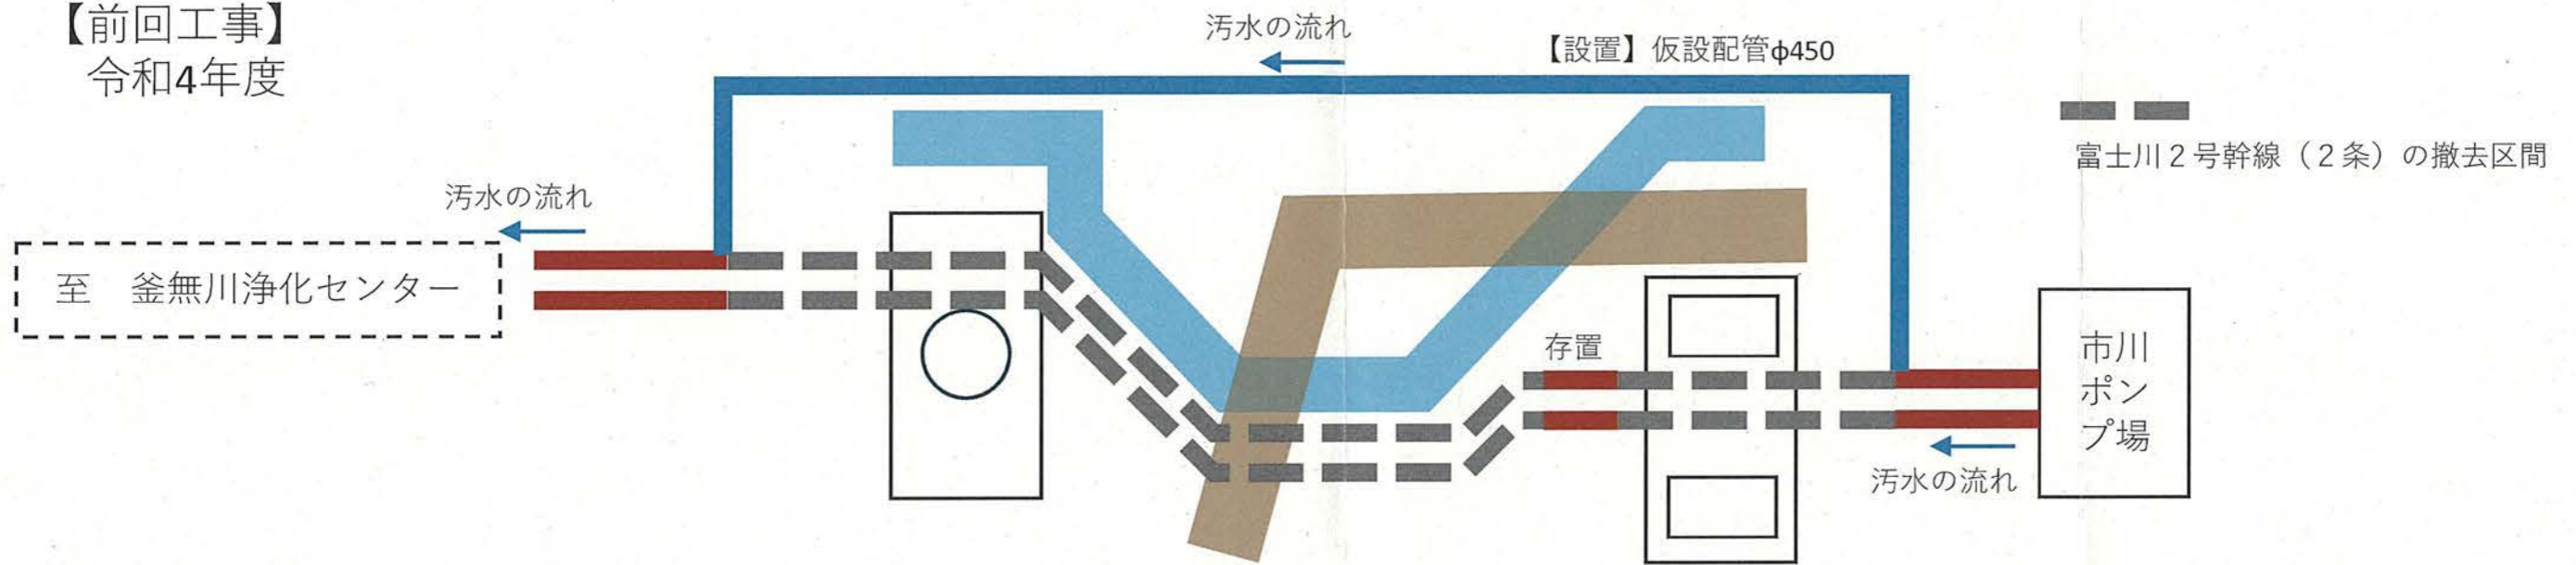 【前回工事】
令和4年度
汚水の流れ
【設置】仮設配管φ450
富士川２号幹線（２条）の撤去区間
汚水の流れ
至　釜無川浄化センター
存置
市川
ポン
プ場
汚水の流れ